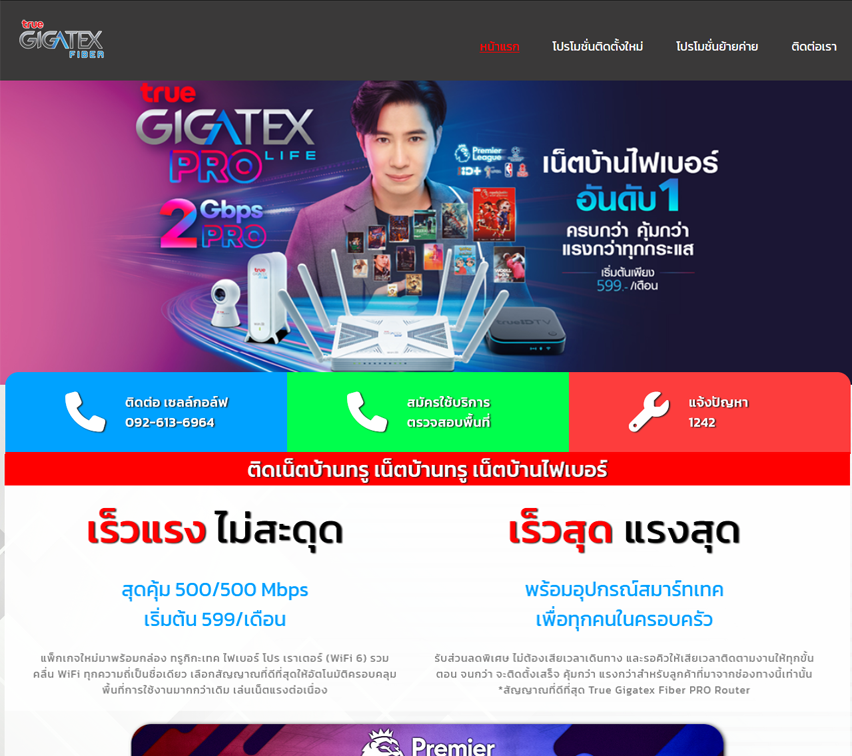 true
GIGATEX
FIBER
หน้าแรก
โปรโมชั่นติดตั้งใหม่
โปรโมชั่นย้ายค่าย
ติดต่อเรา
true
GIGATEX
PRO LIFE
2 Gbps
PRO
Premier
League
เน็ตบ้านไฟเบอร์
อันดับ 1
ครบกว่า คุ้มกว่า
แรงกว่าทุกกระแส
เริ่มต้นเพียง
599.- /เดือน
true
trueIDTV
ติดต่อ เซลล์กอล์ฟ
092-613-6964
สมัครใช้บริการ
ตรวจสอบพื้นที่
แจ้งปัญหา
1242
ติดเน็ตบ้านทรู เน็ตบ้านทรู เน็ตบ้านไฟเบอร์
เร็วแรง ไม่สะดุด
สุดคุ้ม 500/500 Mbps
เริ่มต้น 599/เดือน
แพ็กเกจใหม่มาพร้อมกล่อง ทรูกิกะเทค ไฟเบอร์ โปร เราเตอร์ (WiFi 6) รวม
คลื่น WiFi ทุกความถี่เป็นชื่อเดียว เลือกสัญญาณที่ดีที่สุดให้อัตโนมัติครอบคลุม
พื้นที่การใช้งานมากกว่าเดิม เล่นเน็ตแรงต่อเนื่อง
เร็วสุด แรงสุด
พร้อมอุปกรณ์สมาร์ทเทค
เพื่อทุกคนในครอบครัว
รับส่วนลดพิเศษ ไม่ต้องเสียเวลาเดินทาง และรอคิวให้เสียเวลาติดตามงานให้ทุกขั้น
ตอน จนกว่า จะติดตั้งเสร็จ คุ้มกว่า แรงกว่าสำหรับลูกค้าที่มาจากช่องทางนี้เท่านั้น
*สัญญาณที่ดีที่สุด True Gigatex Fiber PRO Router
Premier